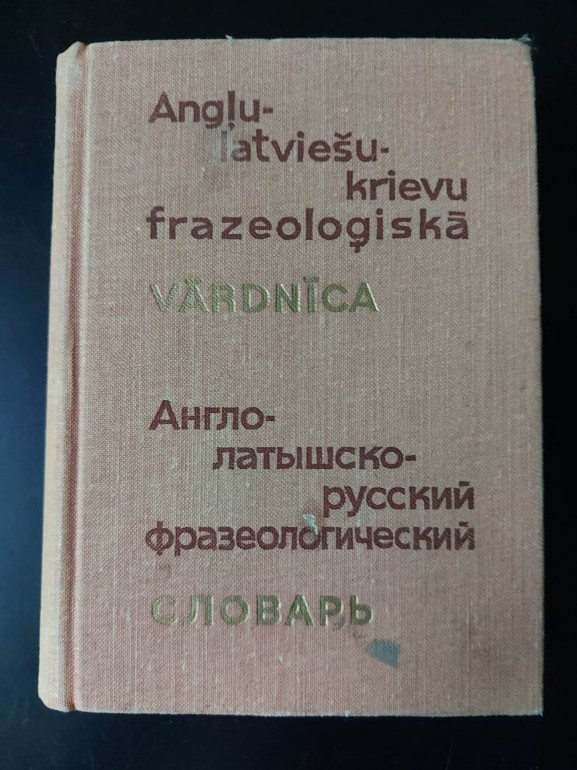 Angļu-
latviešu-
krievu
frazeoloģiskā
VĀRDNĪCA
Англо-
латышско-
русский
фразеологический
СЛОВАРЬ